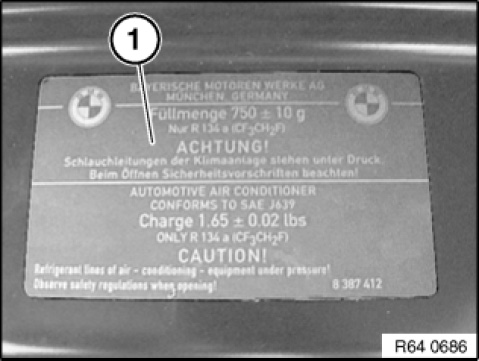 1
BAYERISCHE MOTOREN WERKE AG
MÜNCHEN, GERMANY
Füllmenge 750 ± 10 g
Nur R 134 a (CF₃CH₂F)
ACHTUNG!
Schlauchleitungen der Klimaanlage stehen unter Druck.
Beim Öffnen Sicherheitsvorschriften beachten!
AUTOMOTIVE AIR CONDITIONER
CONFORMS TO SAE J639
Charge 1.65 ± 0.02 lbs
ONLY R 134 a (CF₃CH₂F)
CAUTION!
Refrigerant lines of air - conditioning - equipment under pressure!
Observe safety regulations when opening!
8 387 412
R64 0686